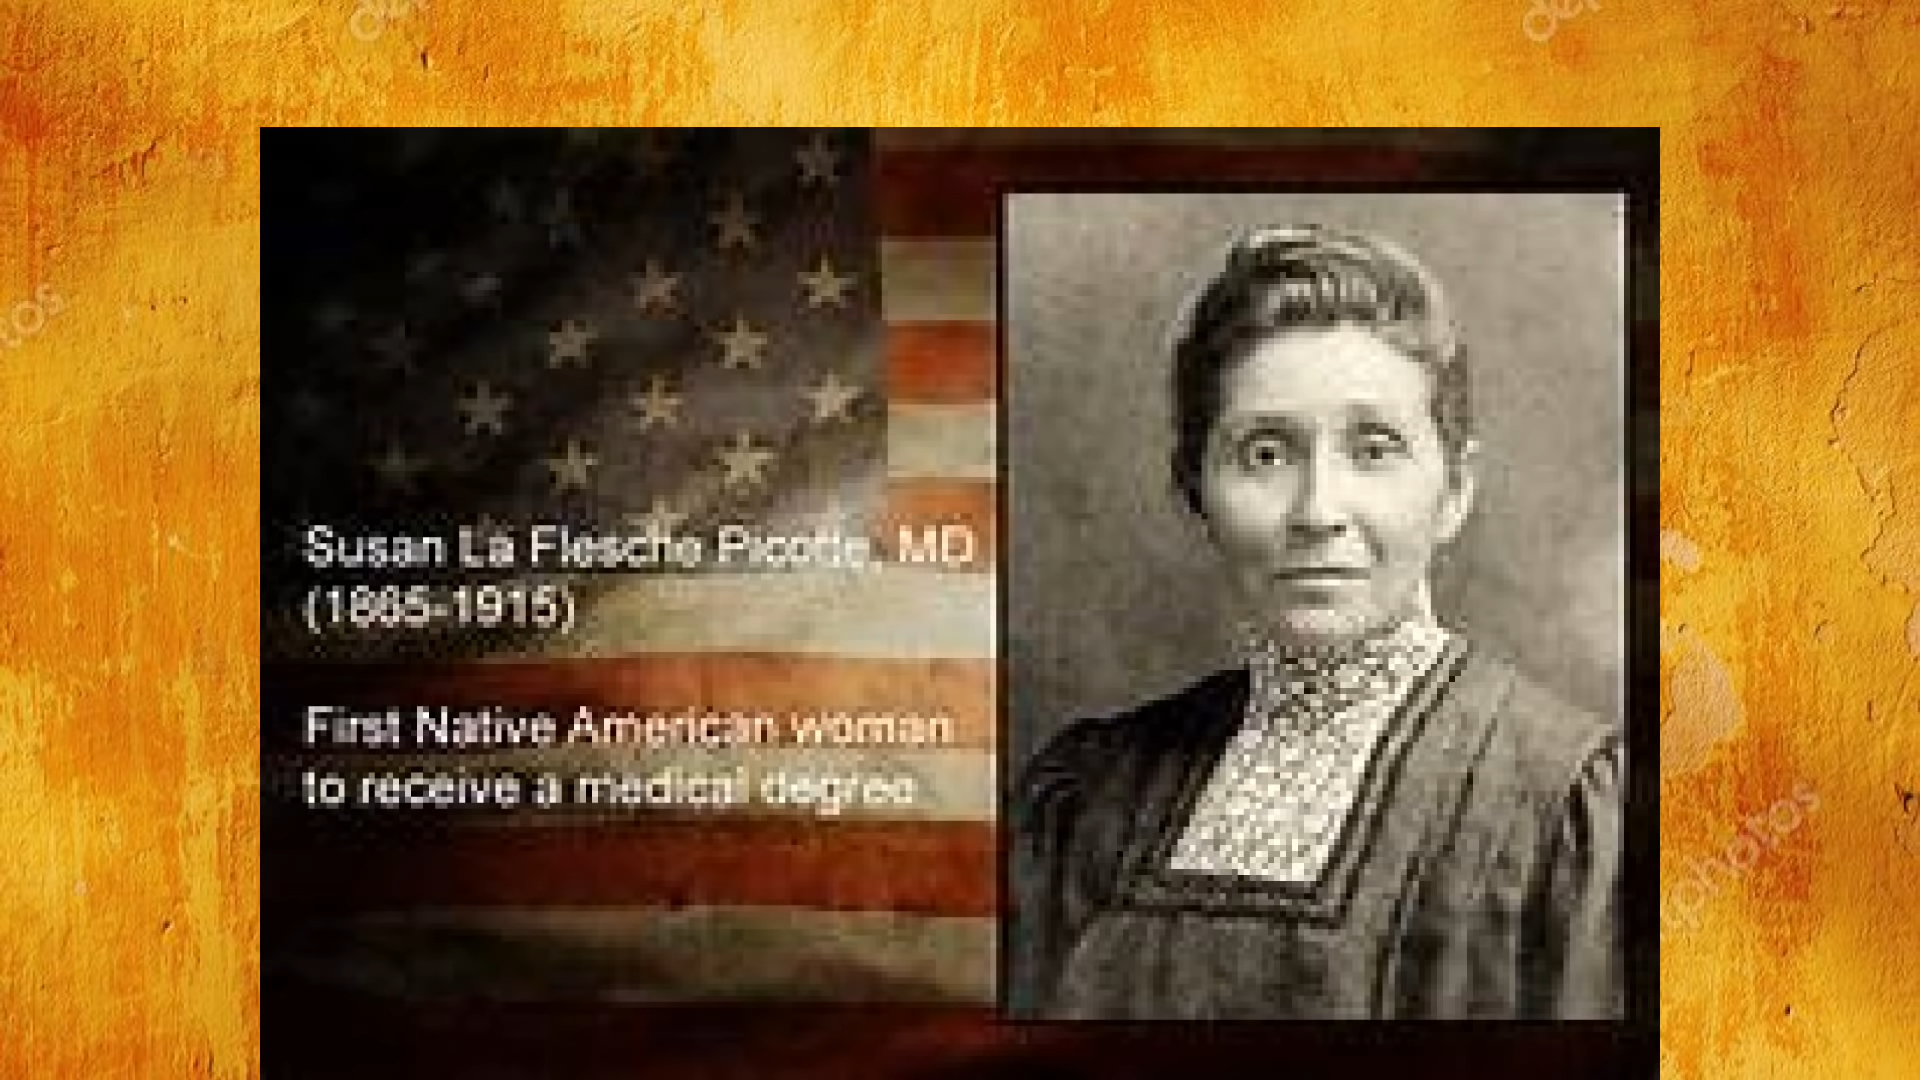 Susan La Flesche Picotte, MD
(1865-1915)
First Native American woman
to receive a medical degree